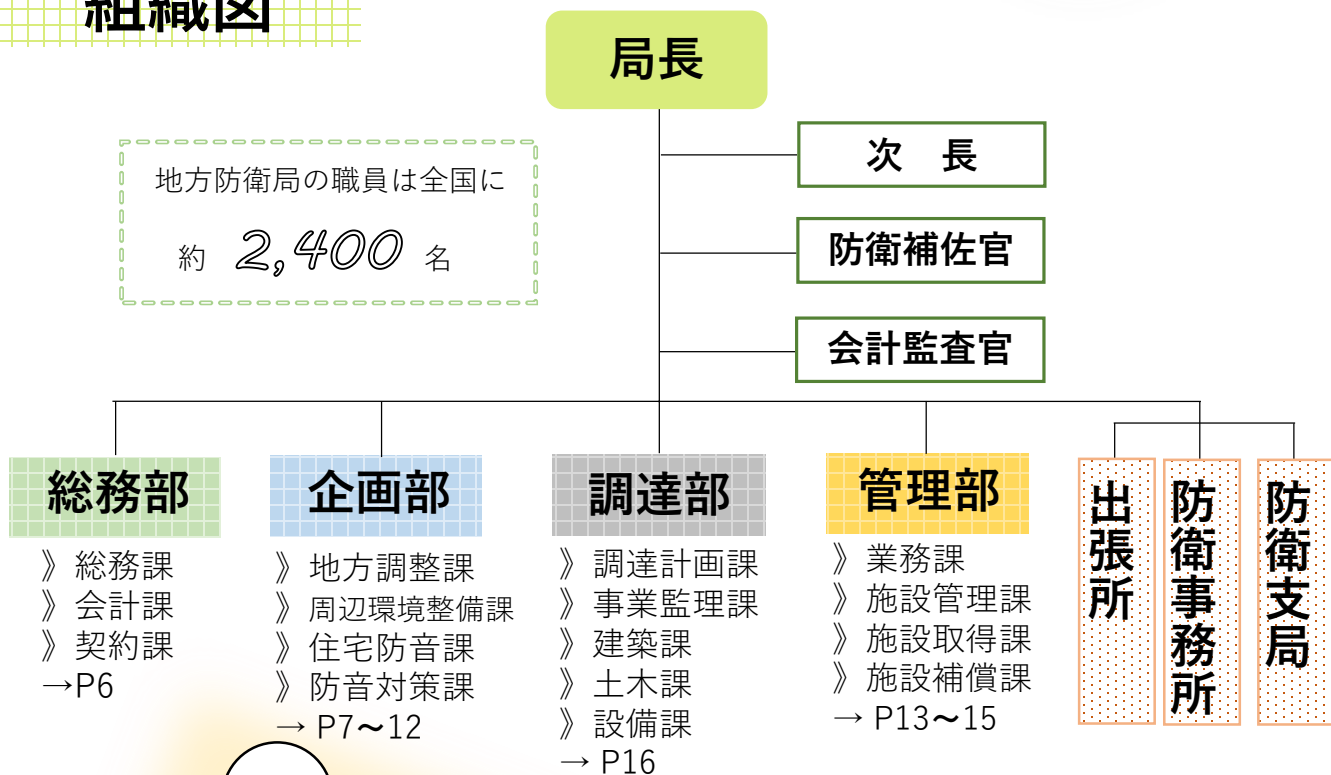 組織図
局長
地方防衛局の職員は全国に
約 2,400 名
次　長
防衛補佐官
会計監査官
総務部
》総務課
》会計課
》契約課
→P6
企画部
》地方調整課
》周辺環境整備課
》住宅防音課
》防音対策課
→ P7～12
調達部
》調達計画課
》事業監理課
》建築課
》土木課
》設備課
→ P16
管理部
》業務課
》施設管理課
》施設取得課
》施設補償課
→ P13～15
出張所
防衛事務所
防衛支局